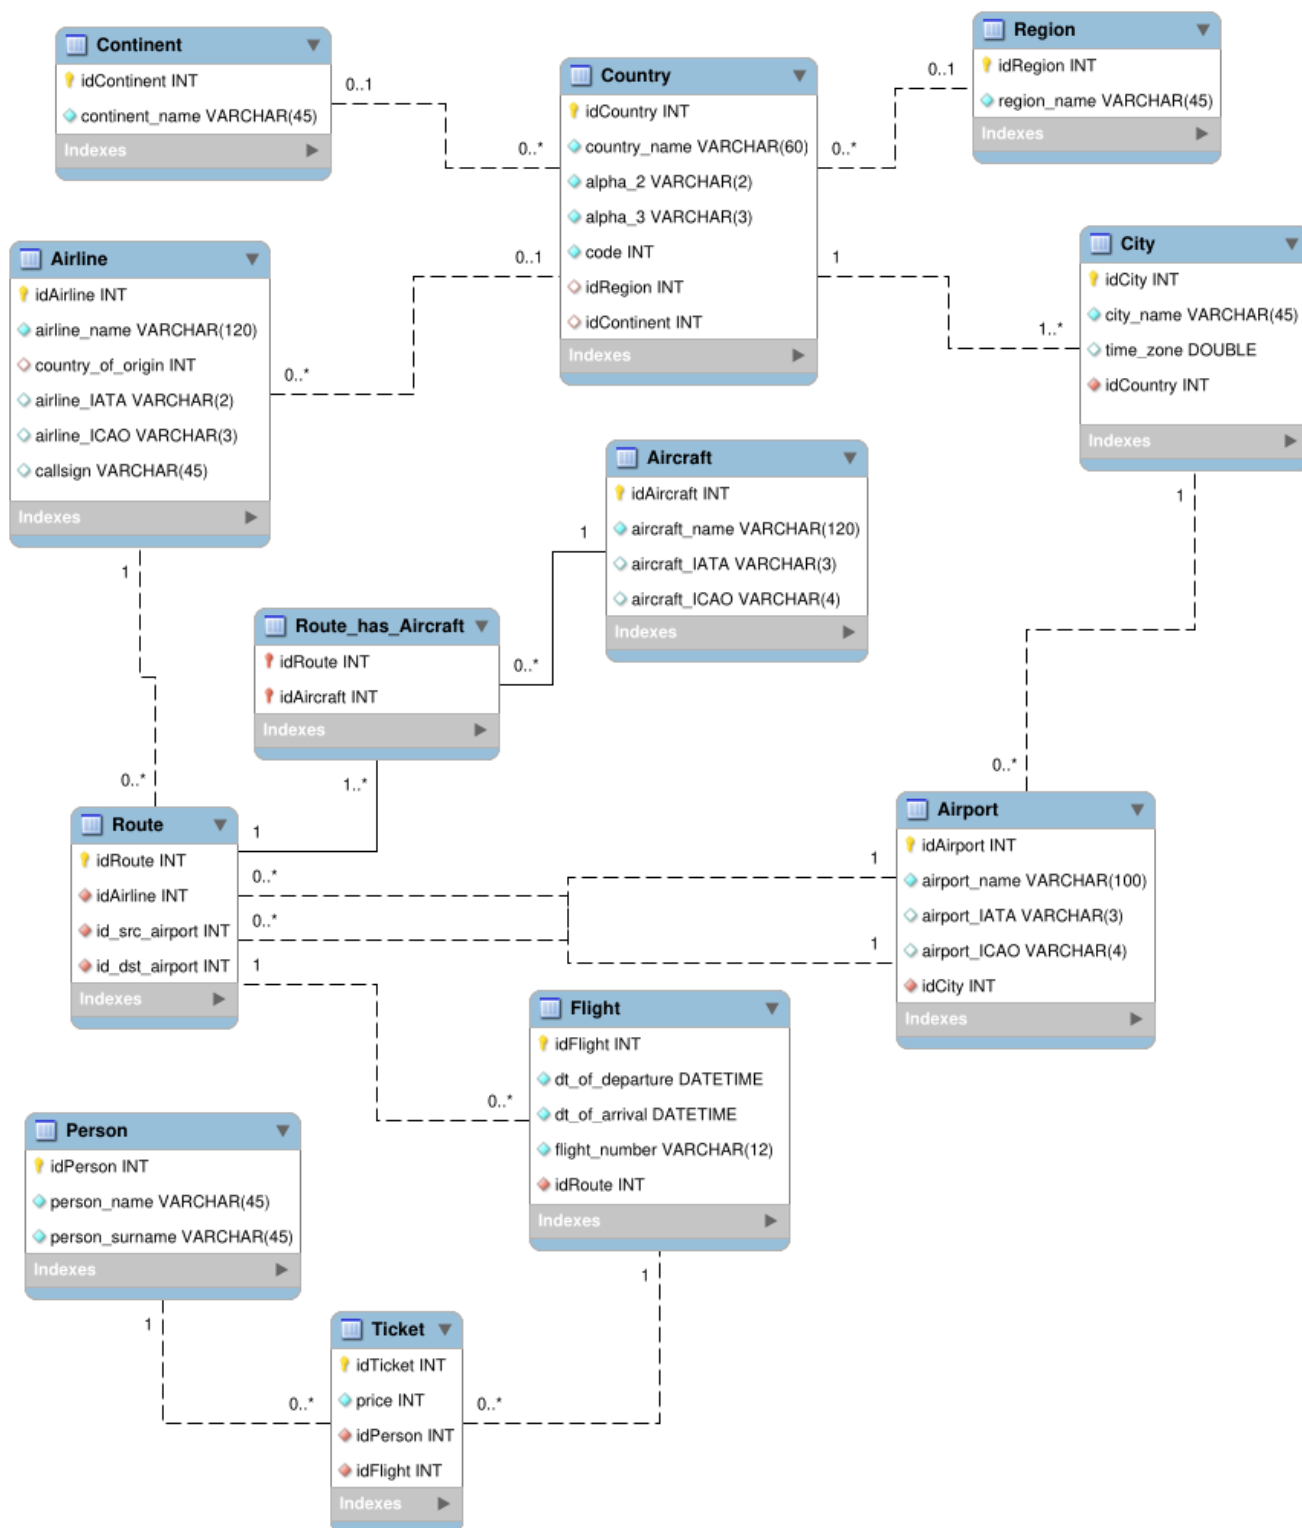 Continent
idContinent INT
continent_name VARCHAR(45)
Indexes
0..1
0..*
Country
idCountry INT
country_name VARCHAR(60)
alpha_2 VARCHAR(2)
alpha_3 VARCHAR(3)
code INT
idRegion INT
idContinent INT
Indexes
0..1
0..*
Region
idRegion INT
region_name VARCHAR(45)
Indexes
Airline
idAirline INT
airline_name VARCHAR(120)
country_of_origin INT
airline_IATA VARCHAR(2)
airline_ICAO VARCHAR(3)
callsign VARCHAR(45)
Indexes
0..1
0..*
1
1..*
City
idCity INT
city_name VARCHAR(45)
time_zone DOUBLE
idCountry INT
Indexes
Aircraft
idAircraft INT
aircraft_name VARCHAR(120)
aircraft_IATA VARCHAR(3)
aircraft_ICAO VARCHAR(4)
Indexes
1
0..*
Route_has_Aircraft
idRoute INT
idAircraft INT
Indexes
1..*
1
1
0..*
1
0..*
Route
idRoute INT
idAirline INT
id_src_airport INT
id_dst_airport INT
Indexes
0..*
0..*
1
1
1
Airport
idAirport INT
airport_name VARCHAR(100)
airport_IATA VARCHAR(3)
airport_ICAO VARCHAR(4)
idCity INT
Indexes
Flight
idFlight INT
dt_of_departure DATETIME
dt_of_arrival DATETIME
flight_number VARCHAR(12)
idRoute INT
Indexes
0..*
1
Person
idPerson INT
person_name VARCHAR(45)
person_surname VARCHAR(45)
Indexes
1
0..*
0..*
Ticket
idTicket INT
price INT
idPerson INT
idFlight INT
Indexes